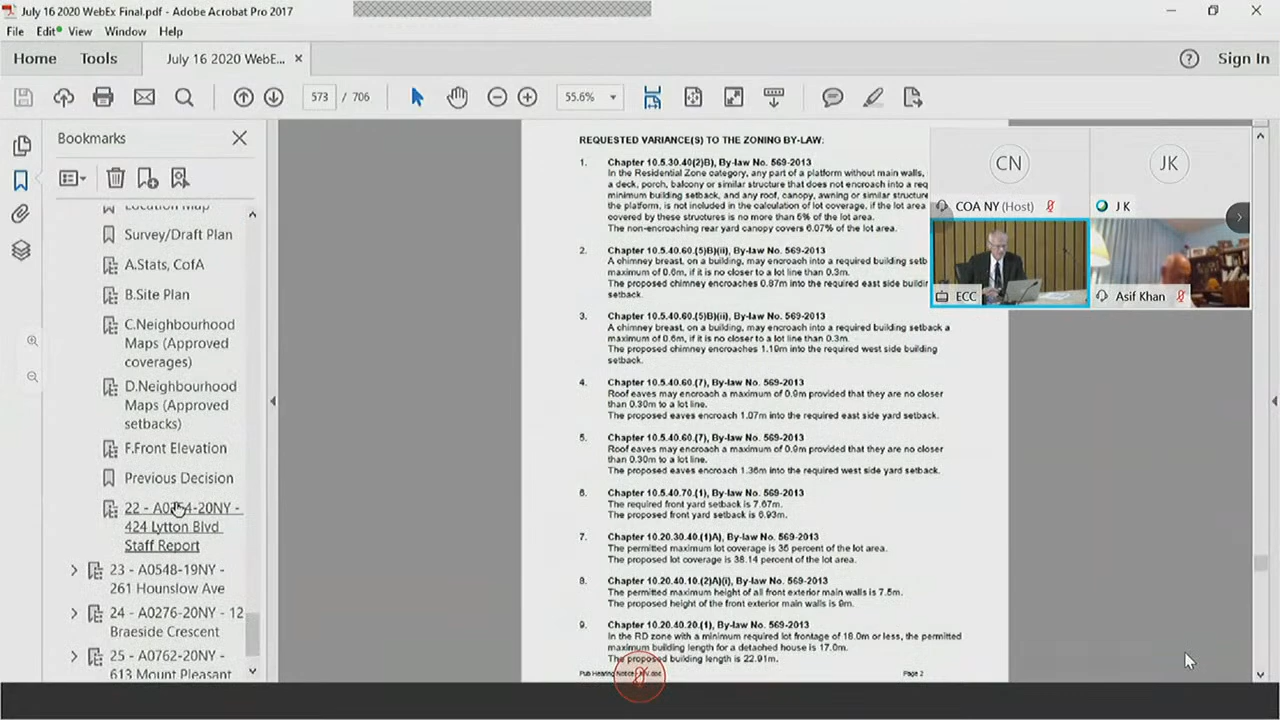 July 16 2020 WebEx Final.pdf - Adobe Acrobat Pro 2017
File Edit View Window Help
Home Tools July 16 2020 WebE... × Sign In
573 / 706 55.6%
Bookmarks
Location Map
Survey/Draft Plan
A.Stats, CofA
B.Site Plan
C.Neighbourhood
Maps (Approved
coverages)
D.Neighbourhood
Maps (Approved
setbacks)
F.Front Elevation
Previous Decision
22 - A0254-20NY -
424 Lytton Blvd
Staff Report
23 - A0548-19NY -
261 Hounslow Ave
24 - A0276-20NY - 12
Braeside Crescent
25 - A0762-20NY -
613 Mount Pleasant
REQUESTED VARIANCE(S) TO THE ZONING BY-LAW:
1. Chapter 10.5.30.40(2)B), By-law No. 569-2013
In the Residential Zone category, any part of a platform without main walls,
a deck, porch, balcony or similar structure that does not encroach into a req
minimum building setback, and any roof, canopy, awning or similar structure
the platform, is not included in the calculation of lot coverage, if the lot area
covered by these structures is no more than 5% of the lot area.
The non-encroaching rear yard canopy covers 6.07% of the lot area.
2. Chapter 10.5.40.60.(5)B)(ii), By-law No. 569-2013
A chimney breast, on a building, may encroach into a required building setb
maximum of 0.6m, if it is no closer to a lot line than 0.3m.
The proposed chimney encroaches 0.87m into the required east side buildin
setback.
3. Chapter 10.5.40.60.(5)B)(ii), By-law No. 569-2013
A chimney breast, on a building, may encroach into a required building setback a
maximum of 0.6m, if it is no closer to a lot line than 0.3m.
The proposed chimney encroaches 1.19m into the required west side building
setback.
4. Chapter 10.5.40.60.(7), By-law No. 569-2013
Roof eaves may encroach a maximum of 0.9m provided that they are no closer
than 0.30m to a lot line.
The proposed eaves encroach 1.07m into the required east side yard setback.
5. Chapter 10.5.40.60.(7), By-law No. 569-2013
Roof eaves may encroach a maximum of 0.9m provided that they are no closer
than 0.30m to a lot line.
The proposed eaves encroach 1.36m into the required west side yard setback.
6. Chapter 10.5.40.70.(1), By-law No. 569-2013
The required front yard setback is 7.67m.
The proposed front yard setback is 6.93m.
7. Chapter 10.20.30.40.(1)A), By-law No. 569-2013
The permitted maximum lot coverage is 35 percent of the lot area.
The proposed lot coverage is 38.14 percent of the lot area.
8. Chapter 10.20.40.10.(2)A)(i), By-law No. 569-2013
The permitted maximum height of all front exterior main walls is 7.5m.
The proposed height of the front exterior main walls is 9m.
9. Chapter 10.20.40.20.(1), By-law No. 569-2013
In the RD zone with a minimum required lot frontage of 18.0m or less, the permitted
maximum building length for a detached house is 17.0m.
The proposed building length is 22.91m.
Pub Hearing Notice Page 2
CN
COA NY (Host)
JK
J K
ECC
Asif Khan